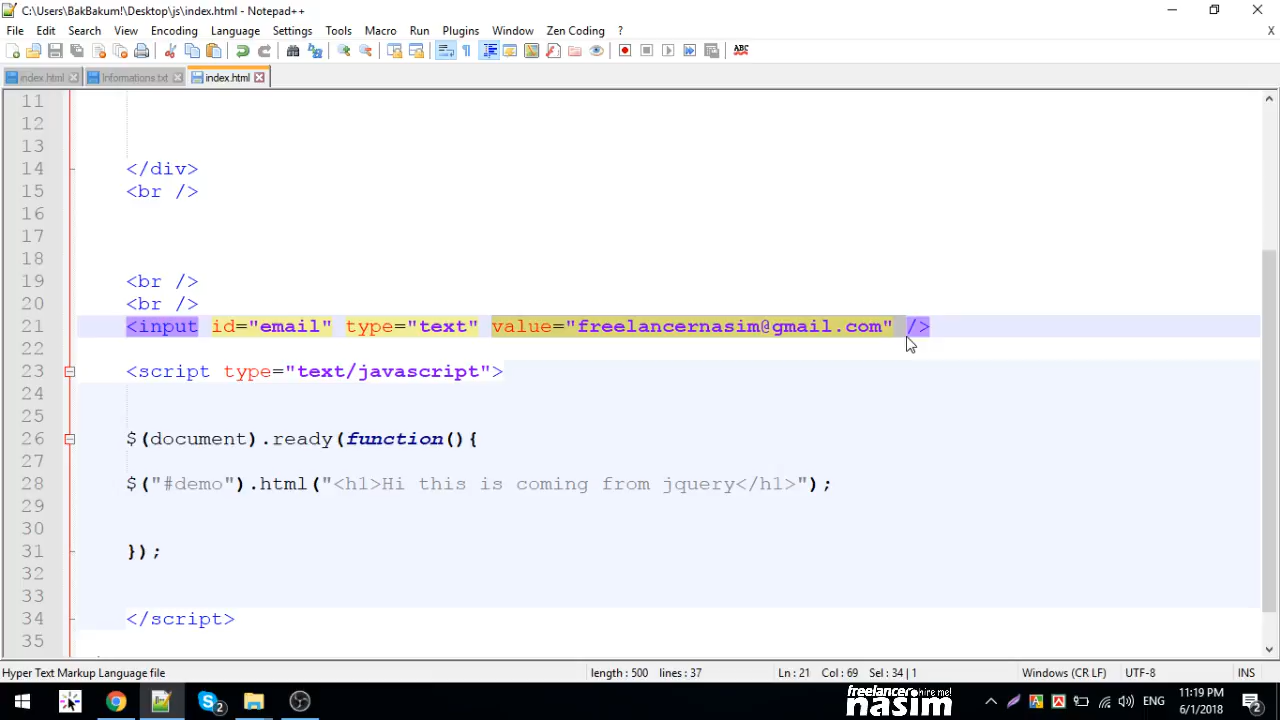 C:\Users\BakBakum!\Desktop\js\index.html - Notepad++
File Edit Search View Encoding Language Settings Tools Macro Run Plugins Window Zen Coding ? X
ABC
index.html Informations.txt index.html
11
12
13
14 </div>
15 <br />
16
17
18
19 <br />
20 <br />
21 <input id="email" type="text" value="freelancernasim@gmail.com" />
22
23 <script type="text/javascript">
24
25
26 $(document).ready(function(){
27
28 $("#demo").html("<h1>Hi this is coming from jquery</h1>");
29
30
31 });
32
33
34 </script>
35
Hyper Text Markup Language file length : 500 lines : 37 Ln : 21 Col : 69 Sel : 34 | 1 Windows (CR LF) UTF-8 INS
2 freelancer hire me! nasim ENG 11:19 PM 6/1/2018 2